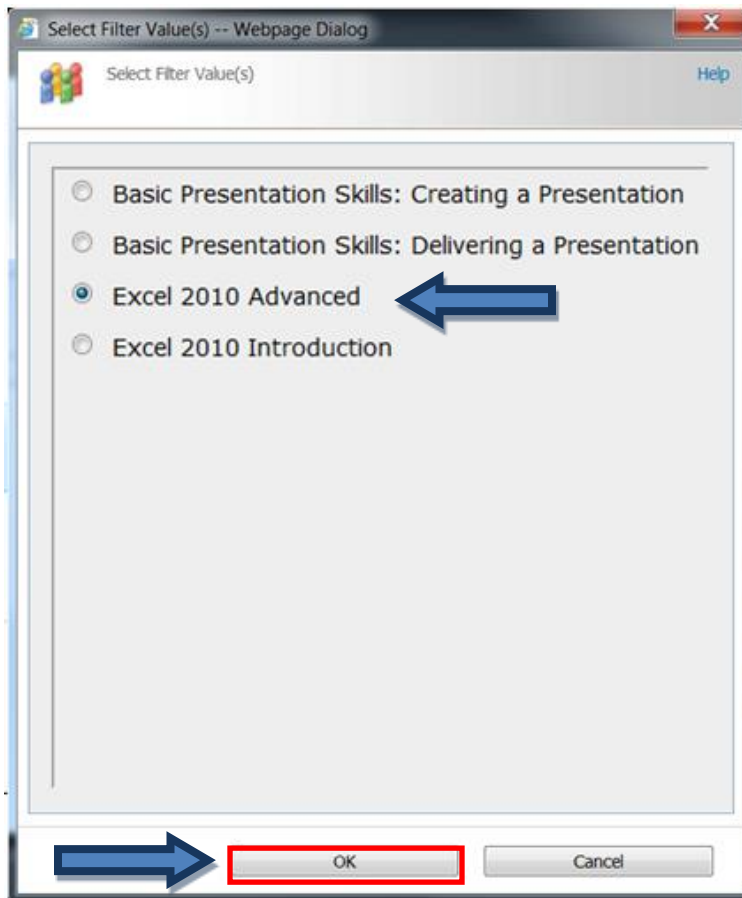 Select Filter Value(s) -- Webpage Dialog
Select Filter Value(s)
Help
Basic Presentation Skills: Creating a Presentation
Basic Presentation Skills: Delivering a Presentation
Excel 2010 Advanced
Excel 2010 Introduction
OK
Cancel